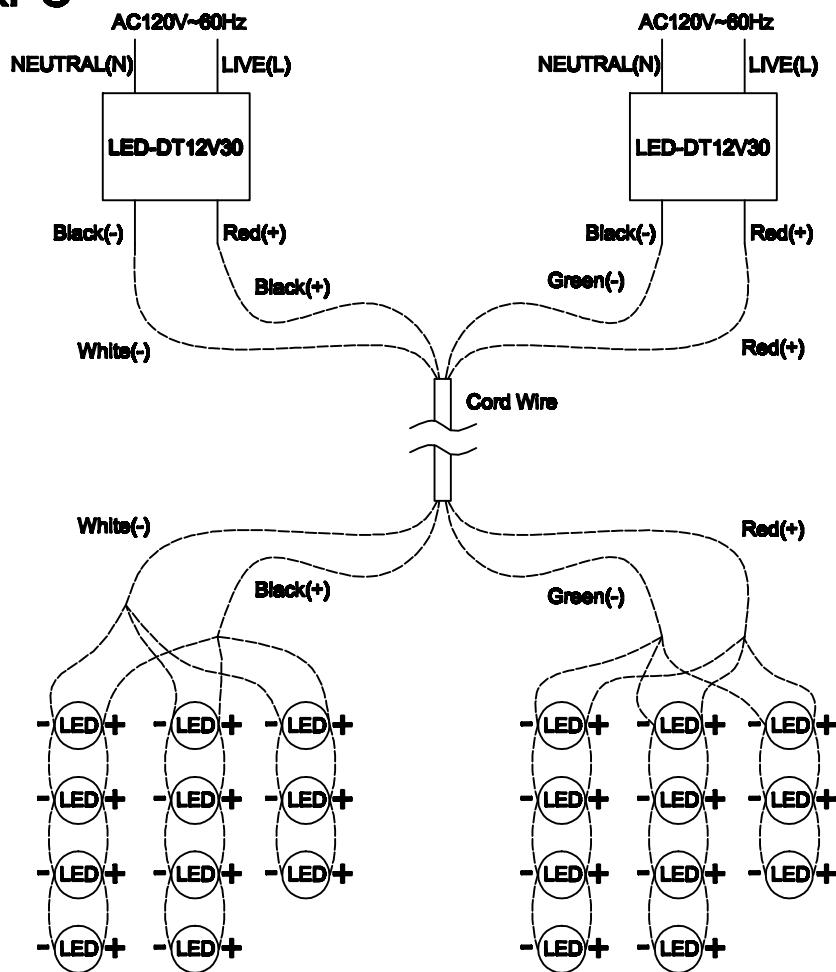 AC120V~60Hz AC120V~60Hz
NEUTRAL(N) LIVE(L) NEUTRAL(N) LIVE(L)
LED-DT12V30 LED-DT12V30
Black(-) Red(+) Black(-) Red(+)
Black(+) Green(-)
White(-) Red(+)
Cord Wire
White(-) Red(+)
Black(+) Green(-)
- LED + - LED + - LED + - LED + - LED + - LED +
- LED + - LED + - LED + - LED + - LED + - LED +
- LED + - LED + - LED + - LED + - LED + - LED +
- LED + - LED + - LED + - LED +